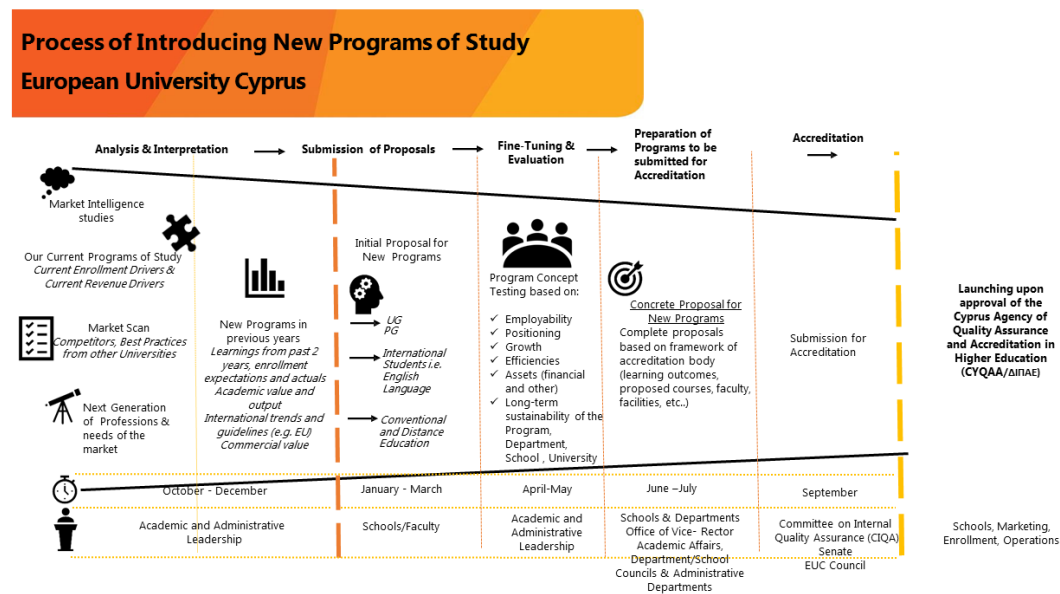 Process of Introducing New Programs of Study
European University Cyprus
Analysis & Interpretation
Submission of Proposals
Fine-Tuning &
Evaluation
Preparation of
Programs to be
submitted for
Accreditation
Accreditation
Market Intelligence
studies
Our Current Programs of Study
Current Enrollment Drivers &
Current Revenue Drivers
Market Scan
Competitors, Best Practices
from other Universities
Next Generation
of Professions &
needs of the
market
New Programs in
previous years
Learnings from past 2
years, enrollment
expectations and actuals
Academic value and
output
International trends and
guidelines (e.g. EU)
Commercial value
Initial Proposal for
New Programs
UG
PG
International
Students i.e.
English
Language
Conventional
and Distance
Education
Program Concept
Testing based on:
✓ Employability
✓ Positioning
✓ Growth
✓ Efficiencies
✓ Assets (financial
and other)
✓ Long-term
sustainability of the
Program,
Department,
School , University
Concrete Proposal for
New Programs
Complete proposals
based on framework of
accreditation body
(learning outcomes,
proposed courses, faculty,
facilities, etc..)
Submission for
Accreditation
Launching upon
approval of the
Cyprus Agency of
Quality Assurance
and Accreditation in
Higher Education
(CYQAA/ΔΙΠΑΕ)
October - December
January - March
April-May
June –July
September
Academic and Administrative
Leadership
Schools/Faculty
Academic and
Administrative
Leadership
Schools & Departments
Office of Vice- Rector
Academic Affairs,
Department/School
Councils & Administrative
Departments
Committee on Internal
Quality Assurance (CIQA)
Senate
EUC Council
Schools, Marketing,
Enrollment, Operations